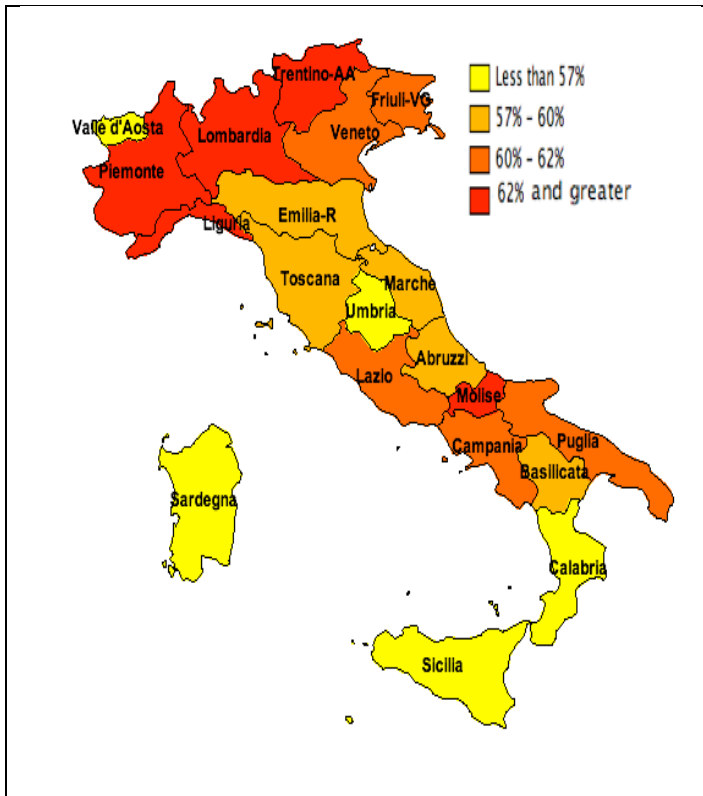 Trentino-AA
Less than 57%
Friuli-VG
57% - 60%
Valle d'Aosta
Lombardia
Veneto
60% - 62%
Piemonte
62% and greater
Emilia-R
Liguria
Toscana
Marche
Umbria
Abruzzi
Lazio
Molise
Campania
Puglia
Basilicata
Sardegna
Calabria
Sicilia